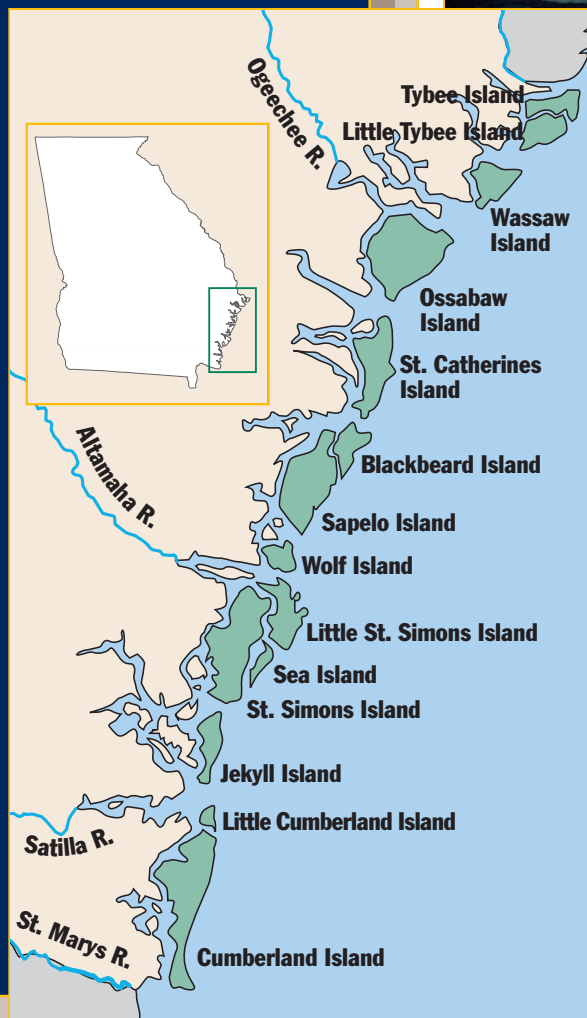 Ogeechee R.
Tybee Island
Little Tybee Island
Wassaw
Island
Ossabaw
Island
St. Catherines
Island
Blackbeard Island
Altamaha R.
Sapelo Island
Wolf Island
Little St. Simons Island
Sea Island
St. Simons Island
Jekyll Island
Little Cumberland Island
Satilla R.
St. Marys R.
Cumberland Island